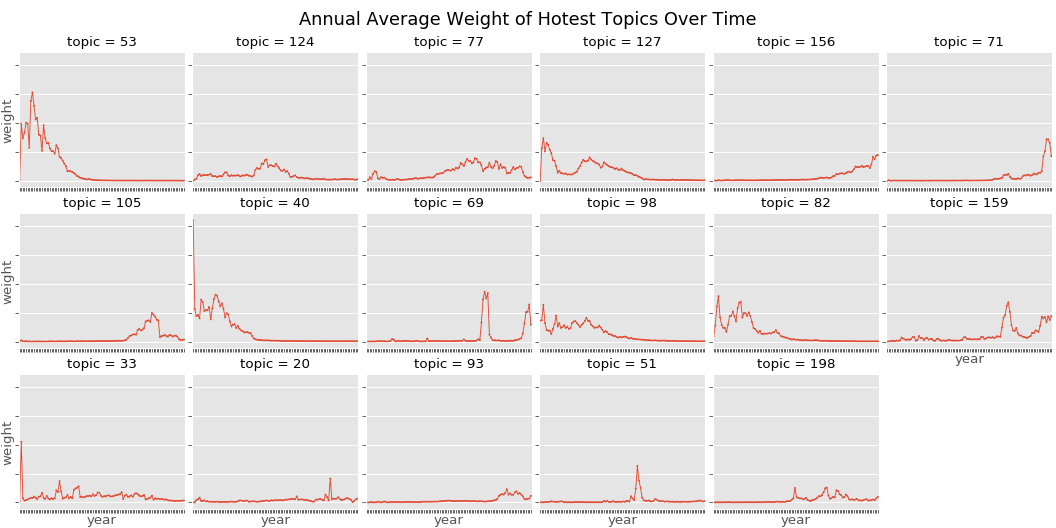 Annual Average Weight of Hotest Topics Over Time
topic = 53
topic = 124
topic = 77
topic = 127
topic = 156
topic = 71
weight
topic = 105
topic = 40
topic = 69
topic = 98
topic = 82
topic = 159
weight
year
topic = 33
topic = 20
topic = 93
topic = 51
topic = 198
weight
year
year
year
year
year